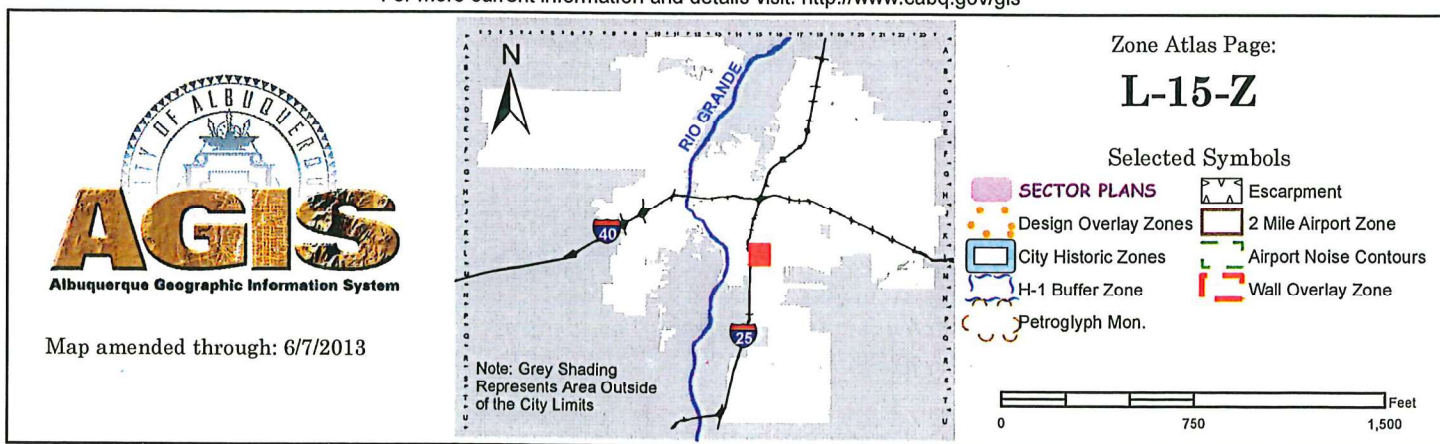 For more current information and details visit: http://www.cabq.gov/gis
CITY OF ALBUQUERQUE
AGIS
Albuquerque Geographic Information System
Map amended through: 6/7/2013
N
RIO GRANDE
40
25
Note: Grey Shading
Represents Area Outside
of the City Limits
Zone Atlas Page:
L-15-Z
Selected Symbols
SECTOR PLANS
Escarpment
Design Overlay Zones
2 Mile Airport Zone
City Historic Zones
Airport Noise Contours
H-1 Buffer Zone
Wall Overlay Zone
Petroglyph Mon.
Feet
0 750 1,500